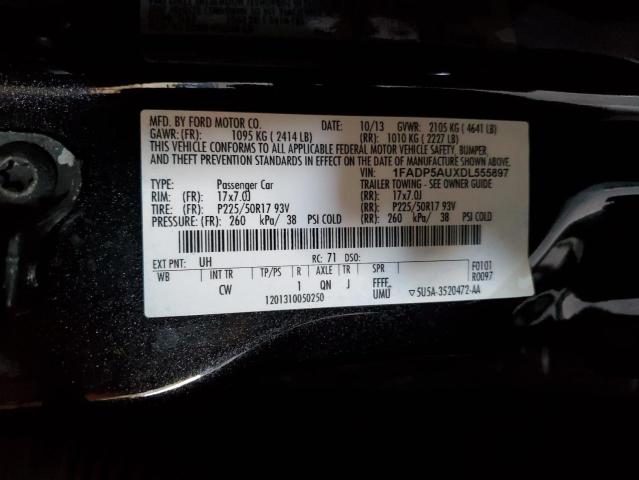 MFD. BY FORD MOTOR CO. DATE: 10/13 GVWR: 2105 KG ( 4641 LB)
GAWR: (FR): 1095 KG ( 2414 LB) (RR): 1010 KG ( 2227 LB)
THIS VEHICLE CONFORMS TO ALL APPLICABLE FEDERAL MOTOR VEHICLE SAFETY, BUMPER,
AND THEFT PREVENTION STANDARDS IN EFFECT ON THE DATE OF MANUFACTURE SHOWN ABOVE.
VIN: 1FADP5AUXDL555897
TYPE: Passenger Car TRAILER TOWING - SEE OWNER GUIDE
RIM: (FR): 17x7.0J (RR): 17x7.0J
TIRE: (FR): P225/50R17 93V (RR): P225/50R17 93V
PRESSURE: (FR): 260 kPa/ 38 PSI COLD (RR): 260 kPa/ 38 PSI COLD
EXT PNT: UH RC: 71 DSO: F0101
WB INT TR TP/PS R AXLE TR SPR R0097
CW 1 QN J FFFF
UMU
1201310050250 5U5A-3520472-AA